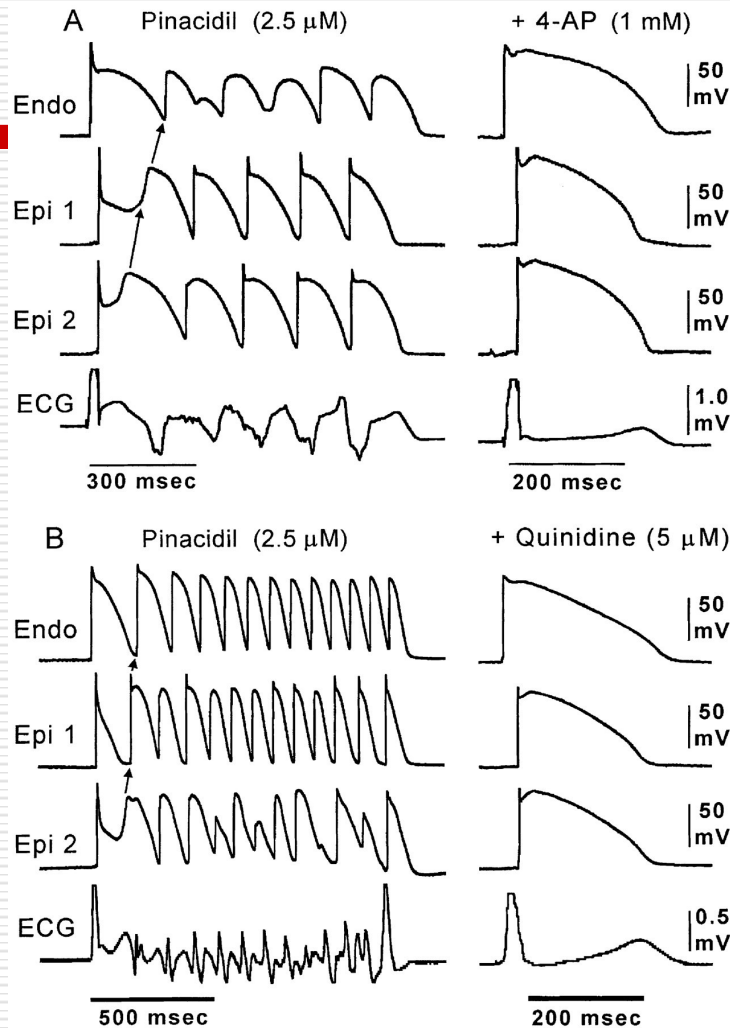 A Pinacidil (2.5 μM) + 4-AP (1 mM)
Endo 50 mV
Epi 1 50 mV
Epi 2 50 mV
ECG 1.0 mV
300 msec 200 msec
B Pinacidil (2.5 μM) + Quinidine (5 μM)
Endo 50 mV
Epi 1 50 mV
Epi 2 50 mV
ECG 0.5 mV
500 msec 200 msec